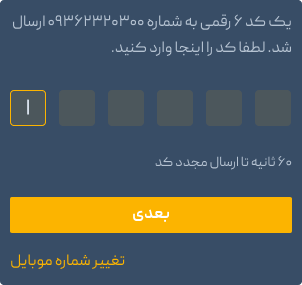 یک کد ۶ رقمی به شماره ۰۹۳۶۲۳۲۰۳۰۰ ارسال
شد. لطفا کد را اینجا وارد کنید.
۶۰ ثانیه تا ارسال مجدد کد
بعدی
تغییر شماره موبایل